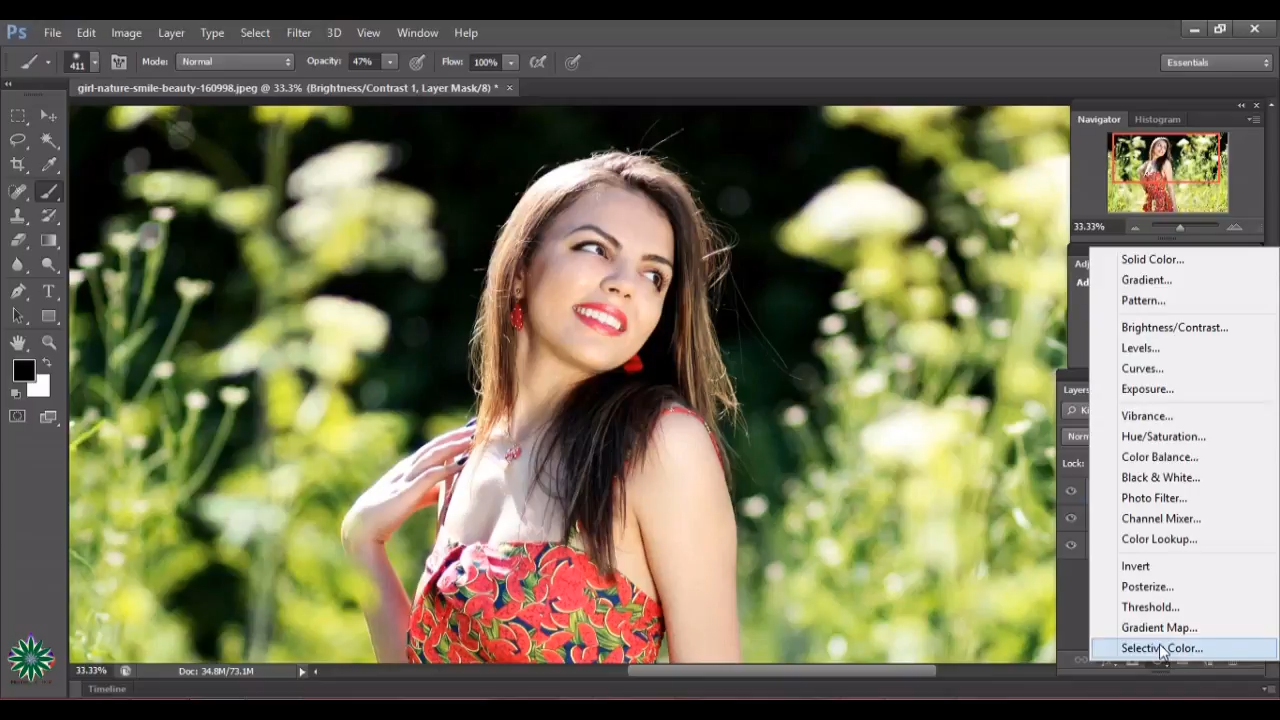 Ps File Edit Image Layer Type Select Filter 3D View Window Help
411 Mode: Normal Opacity: 47% Flow: 100% Essentials
girl-nature-smile-beauty-160998.jpeg @ 33.3% (Brightness/Contrast 1, Layer Mask/8) *
Navigator Histogram
33.33%
Solid Color...
Gradient...
Pattern...
Brightness/Contrast...
Levels...
Curves...
Exposure...
Vibrance...
Hue/Saturation...
Color Balance...
Black & White...
Photo Filter...
Channel Mixer...
Color Lookup...
Invert
Posterize...
Threshold...
Gradient Map...
Selective Color...
Adj
Ad
Layers
Ki
Norm
Lock:
33.33% Doc: 34.8M/73.1M
Timeline